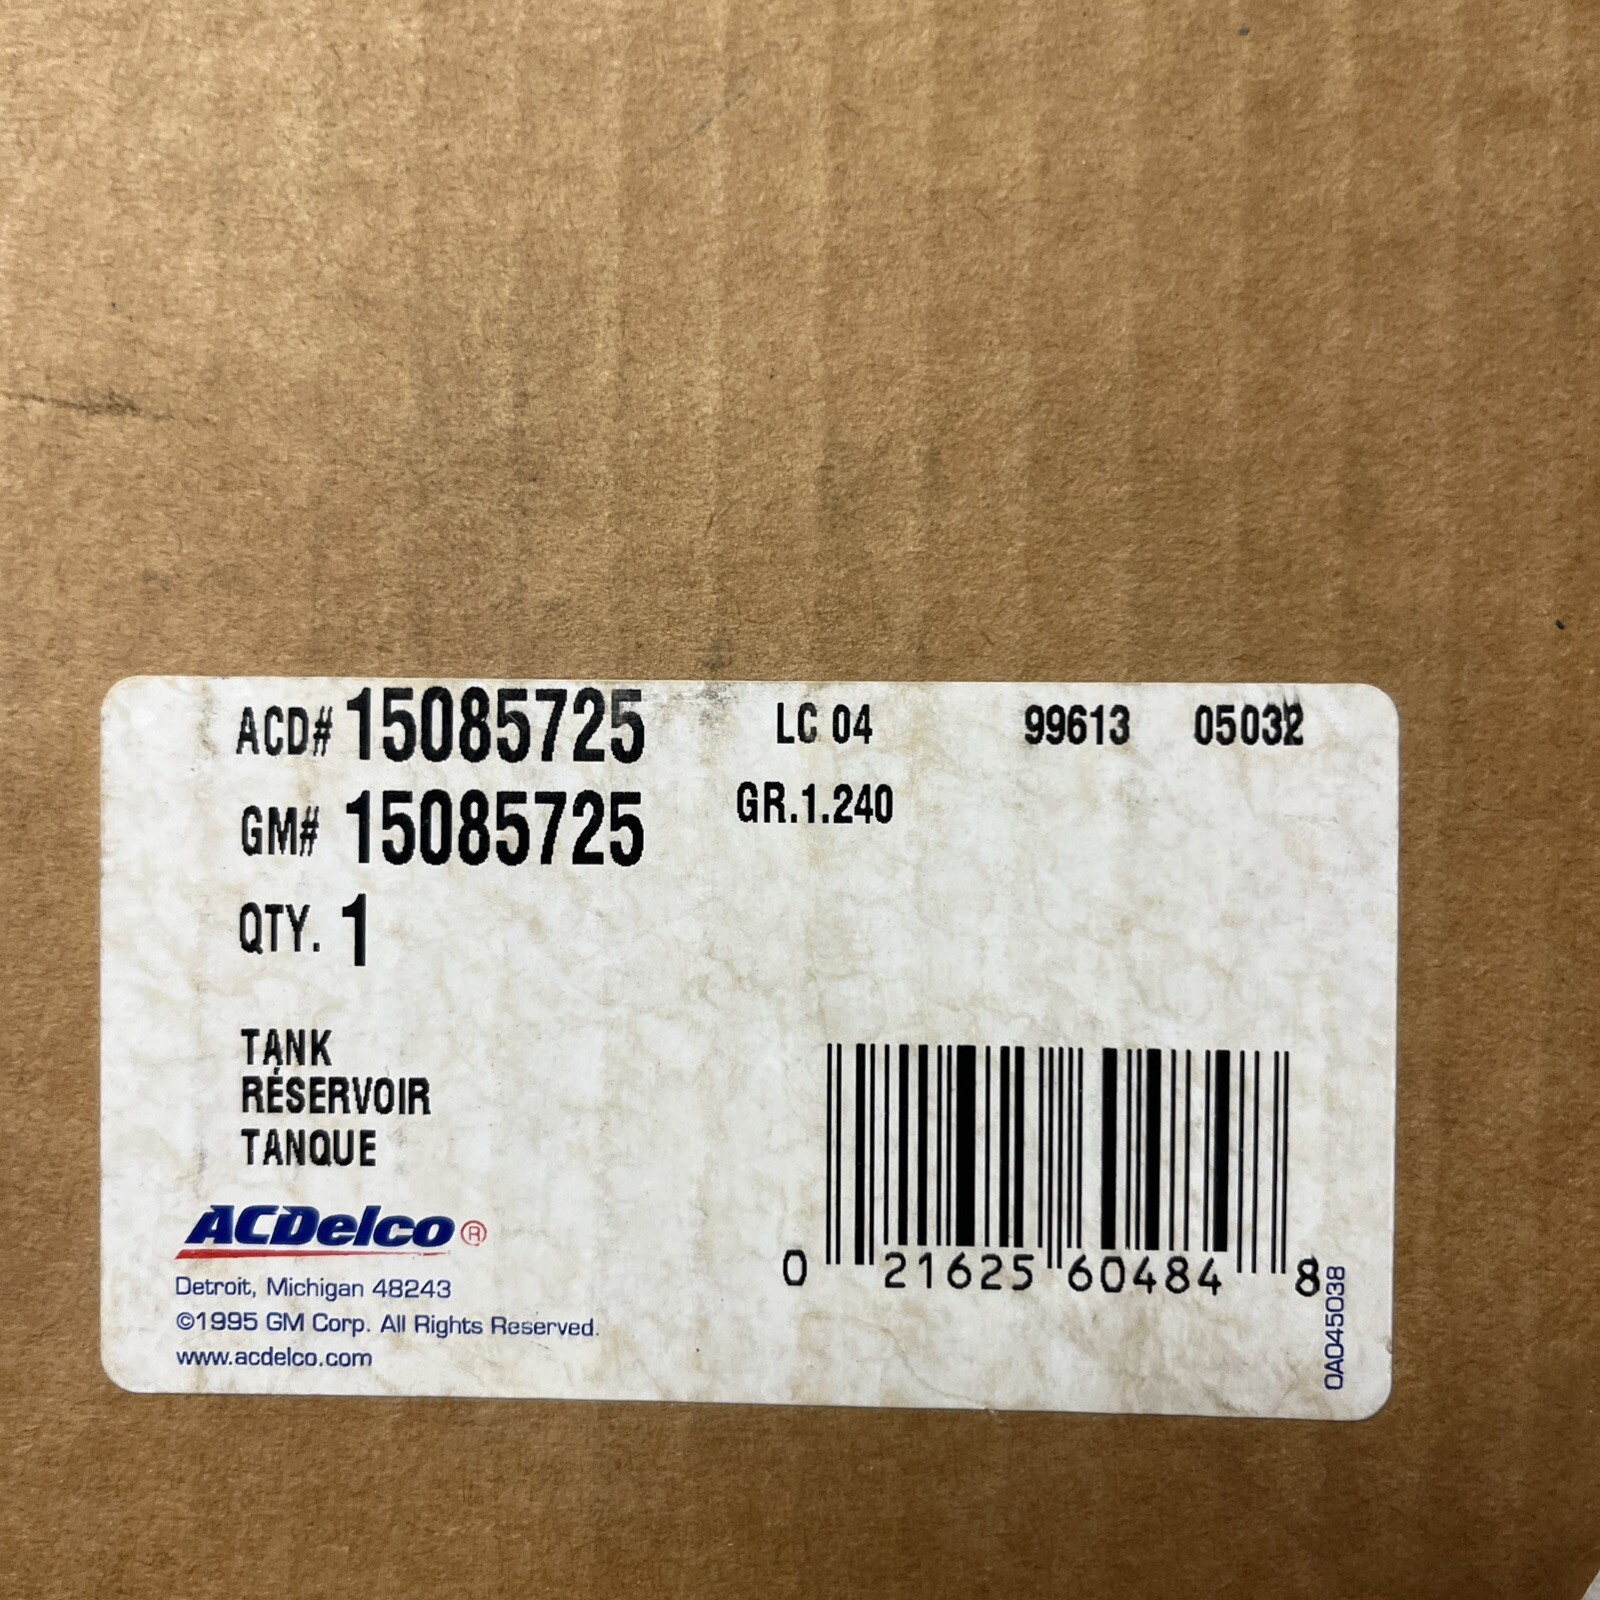 ACD# 15085725 LC 04 99613 05032
GM# 15085725 GR.1.240
QTY. 1
TANK
RÉSERVOIR
TANQUE
ACDelco®
Detroit, Michigan 48243
©1995 GM Corp. All Rights Reserved.
www.acdelco.com
0 21625 60484 8
0A045038